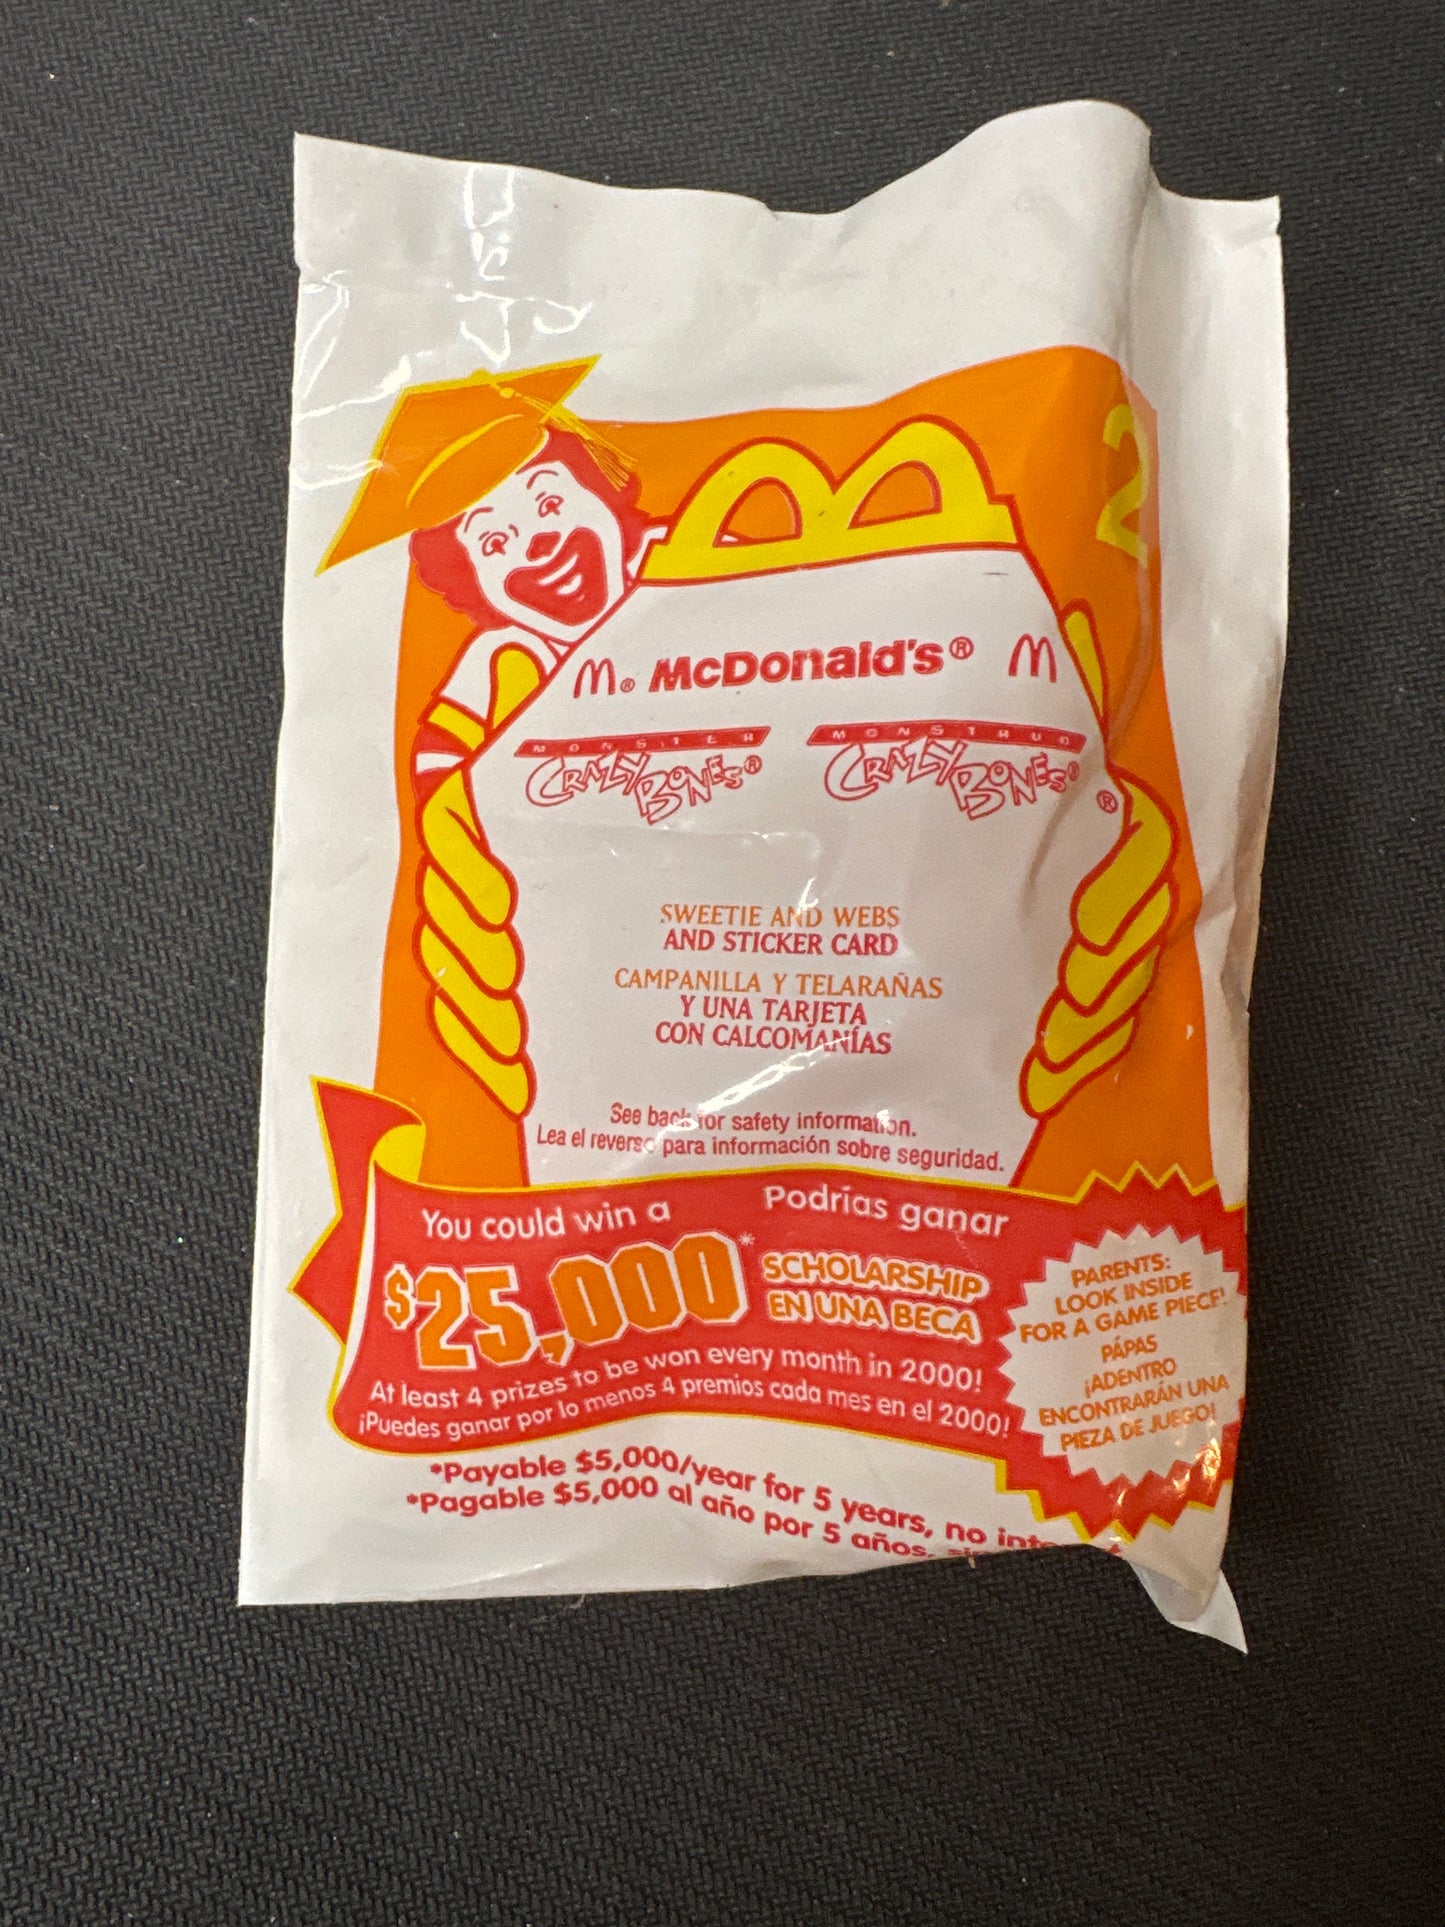 2
McDonald's®
MONSTER
CRAZY BONES®
MONSTRUO
CRAZY BONES®
SWEETIE AND WEBS
AND STICKER CARD
CAMPANILLA Y TELARAÑAS
Y UNA TARJETA
CON CALCOMANÍAS
See back for safety information.
Lea el reverso para información sobre seguridad.
You could win a
Podrías ganar
$25,000*
SCHOLARSHIP
EN UNA BECA
At least 4 prizes to be won every month in 2000!
¡Puedes ganar por lo menos 4 premios cada mes en el 2000!
PARENTS:
LOOK INSIDE
FOR A GAME PIECE!
PÁPAS
¡ADENTRO
ENCONTRARÁN UNA
PIEZA DE JUEGO!
*Payable $5,000/year for 5 years, no
*Pagable $5,000 al año por 5 años,